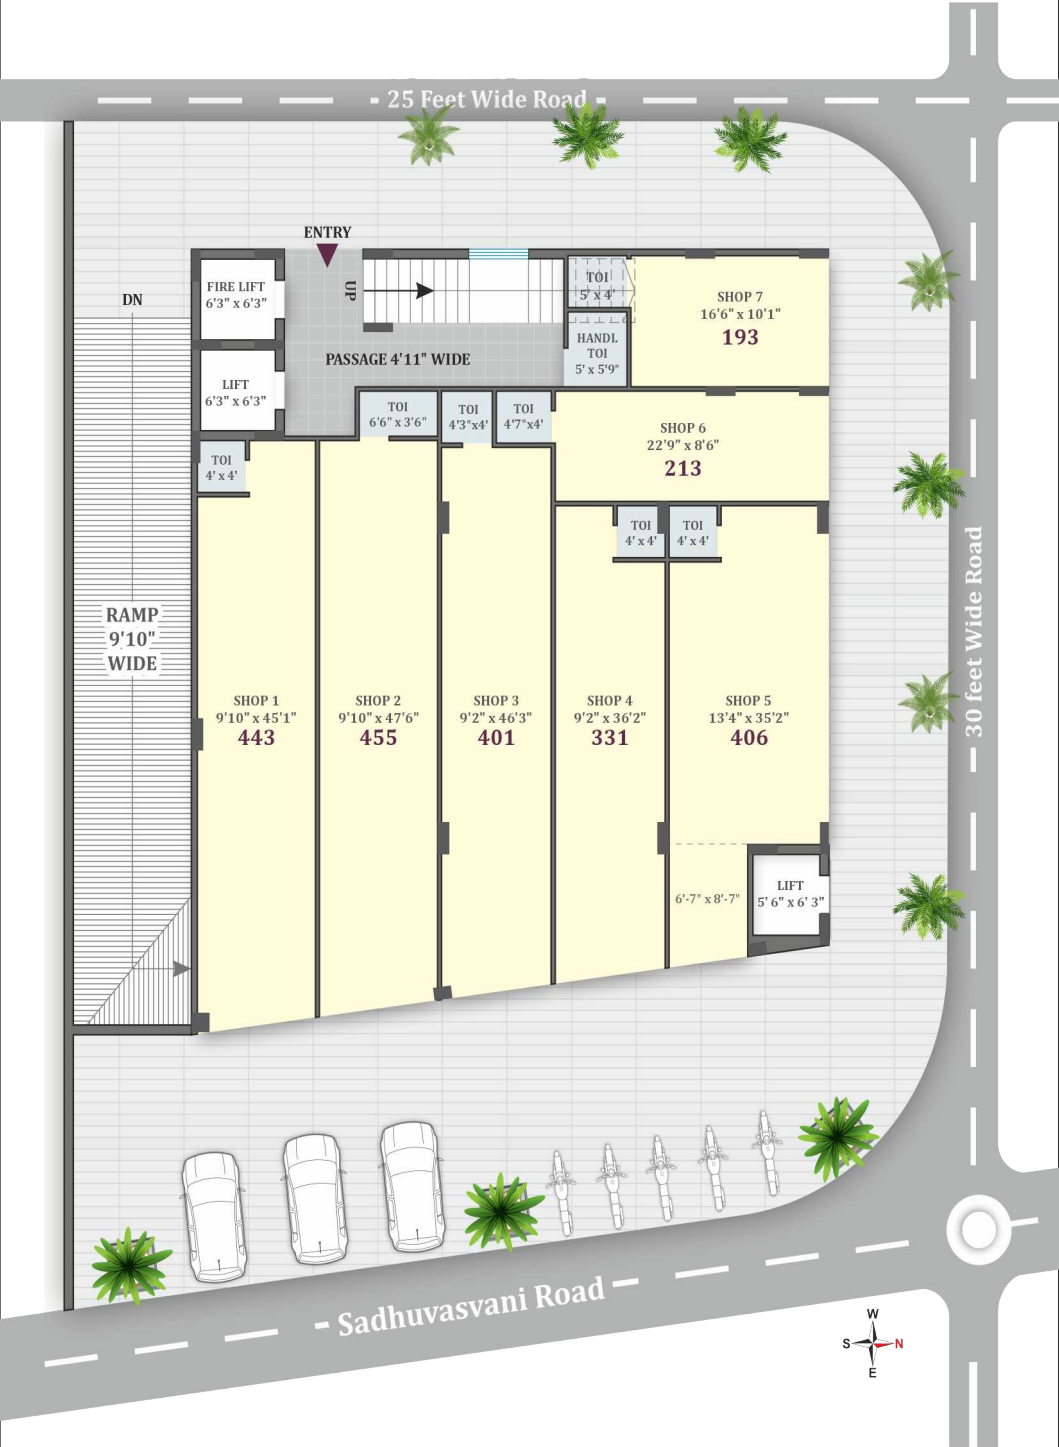 25 Feet Wide Road
ENTRY
FIRE LIFT
6'3" x 6'3"
UP
TOI
5' x 4'
SHOP 7
16'6" x 10'1"
193
DN
PASSAGE 4'11" WIDE
HANDI.
TOI
5' x 5'9"
LIFT
6'3" x 6'3"
TOI
6'6" x 3'6"
TOI
4'3"x4'
TOI
4'7"x4'
SHOP 6
22'9" x 8'6"
213
TOI
4' x 4'
TOI
4' x 4'
TOI
4' x 4'
30 feet Wide Road
RAMP
9'10"
WIDE
SHOP 1
9'10" x 45'1"
443
SHOP 2
9'10" x 47'6"
455
SHOP 3
9'2" x 46'3"
401
SHOP 4
9'2" x 36'2"
331
SHOP 5
13'4" x 35'2"
406
6'-7" x 8'-7"
LIFT
5' 6" x 6' 3"
Sadhuvasvani Road
W
S
N
E